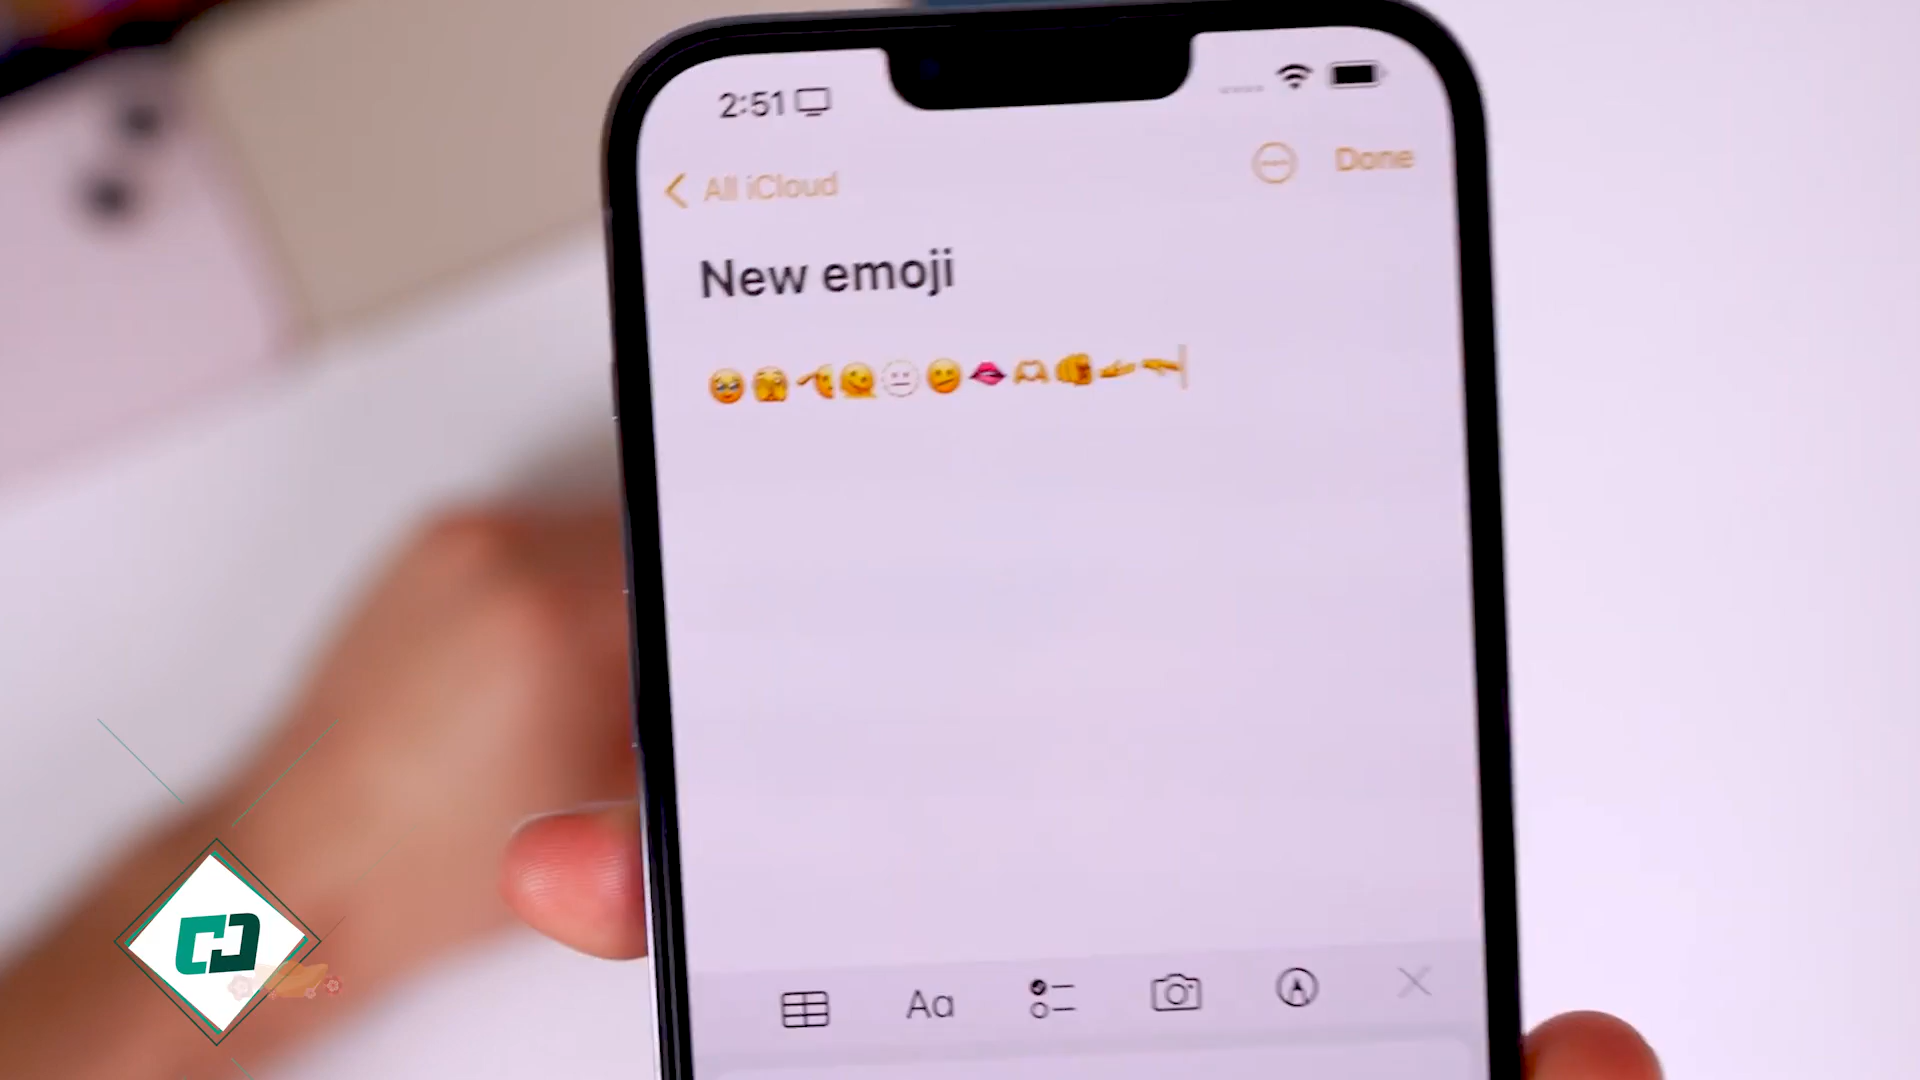 2:51
All iCloud
Done
New emoji
🥹🫣🫡🫠🫥🫤🫦🫶🫵🫴🫳
Aa